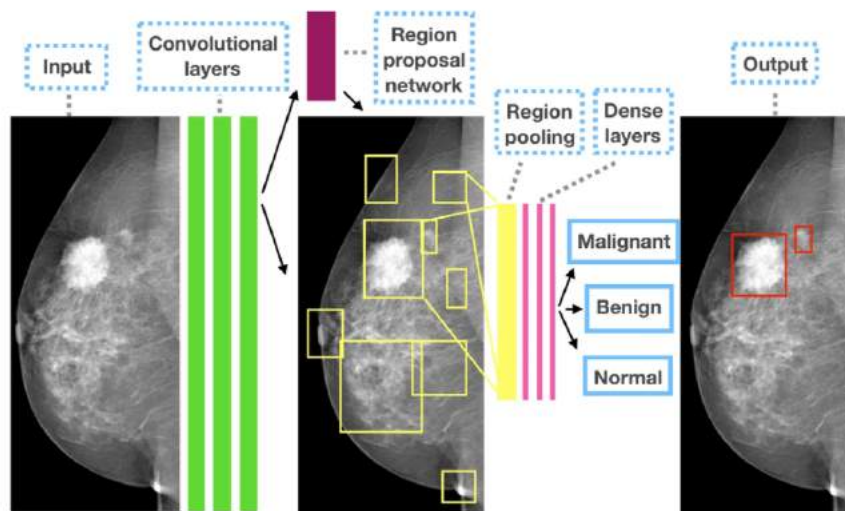 Input
Convolutional
layers
Region
proposal
network
Region
pooling
Dense
layers
Output
Malignant
Benign
Normal